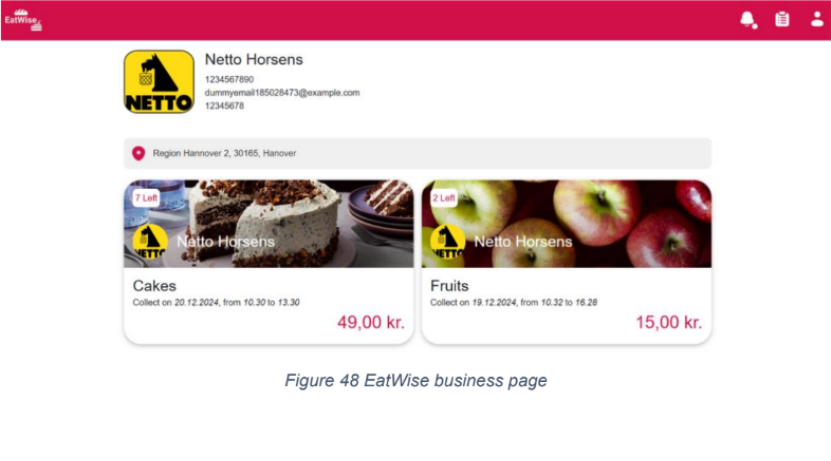 EatWise
Netto Horsens
1234567890
dummyemail185028473@example.com
12345678
NETTO
Region Hannover 2, 30165, Hanover
7 Left
Netto Horsens
NETTO
2 Left
Netto Horsens
NETTO
Cakes
Collect on 20.12.2024, from 10.30 to 13.30
49,00 kr.
Fruits
Collect on 19.12.2024, from 10.32 to 16.28
15,00 kr.
Figure 48 EatWise business page